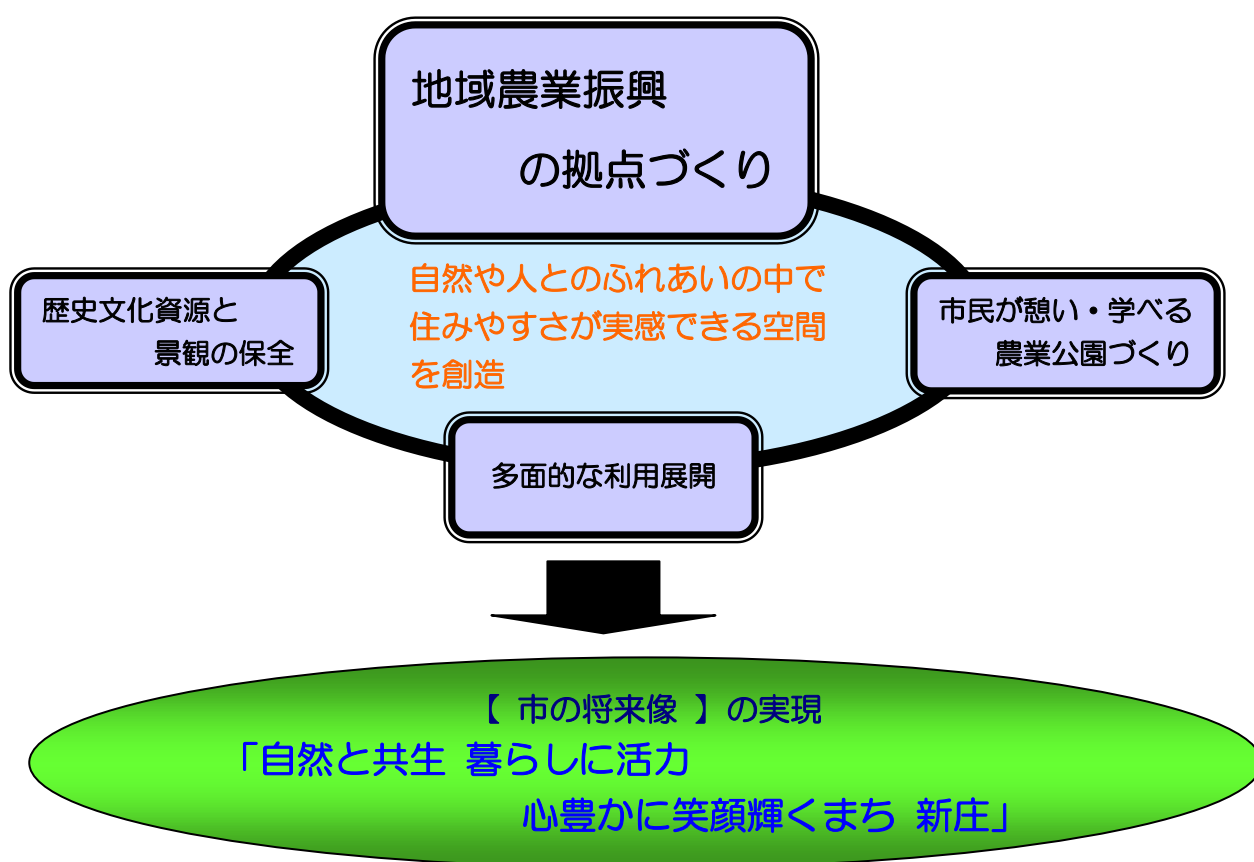 地域農業振興
の拠点づくり
自然や人とのふれあいの中で
住みやすさが実感できる空間
を創造
歴史文化資源と
景観の保全
市民が憩い・学べる
農業公園づくり
多面的な利用展開
【 市の将来像 】の実現
「自然と共生 暮らしに活力
心豊かに笑顔輝くまち 新庄」